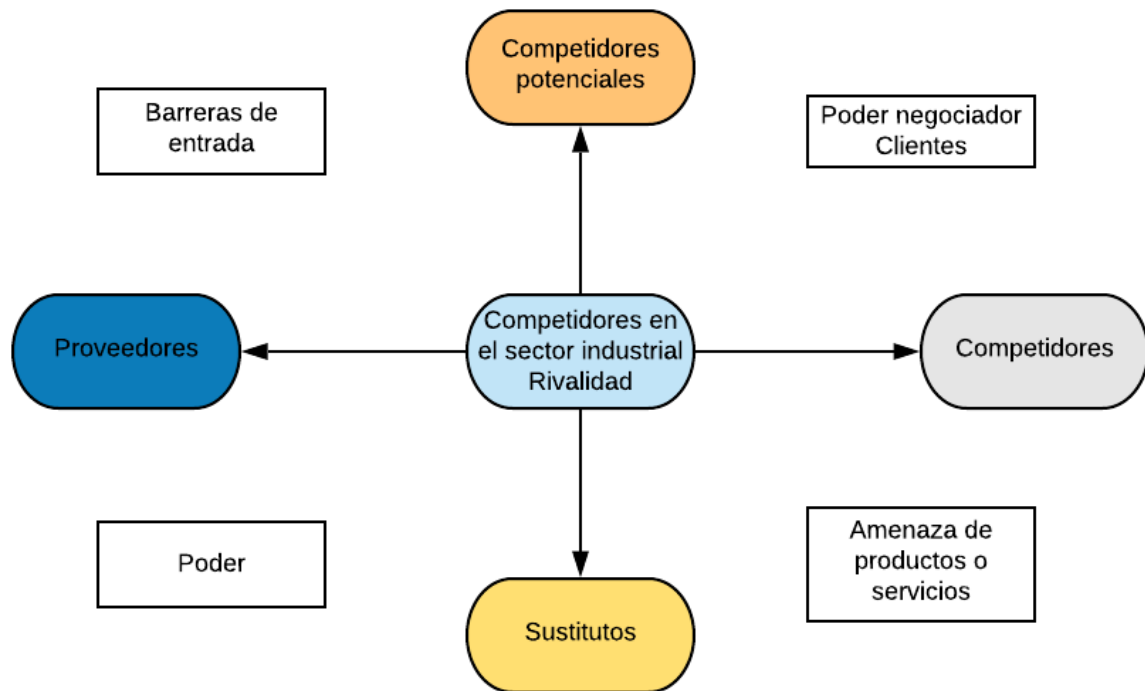 Competidores
potenciales
Barreras de
entrada
Poder negociador
Clientes
Proveedores
Competidores en
el sector industrial
Rivalidad
Competidores
Poder
Amenaza de
productos o
servicios
Sustitutos